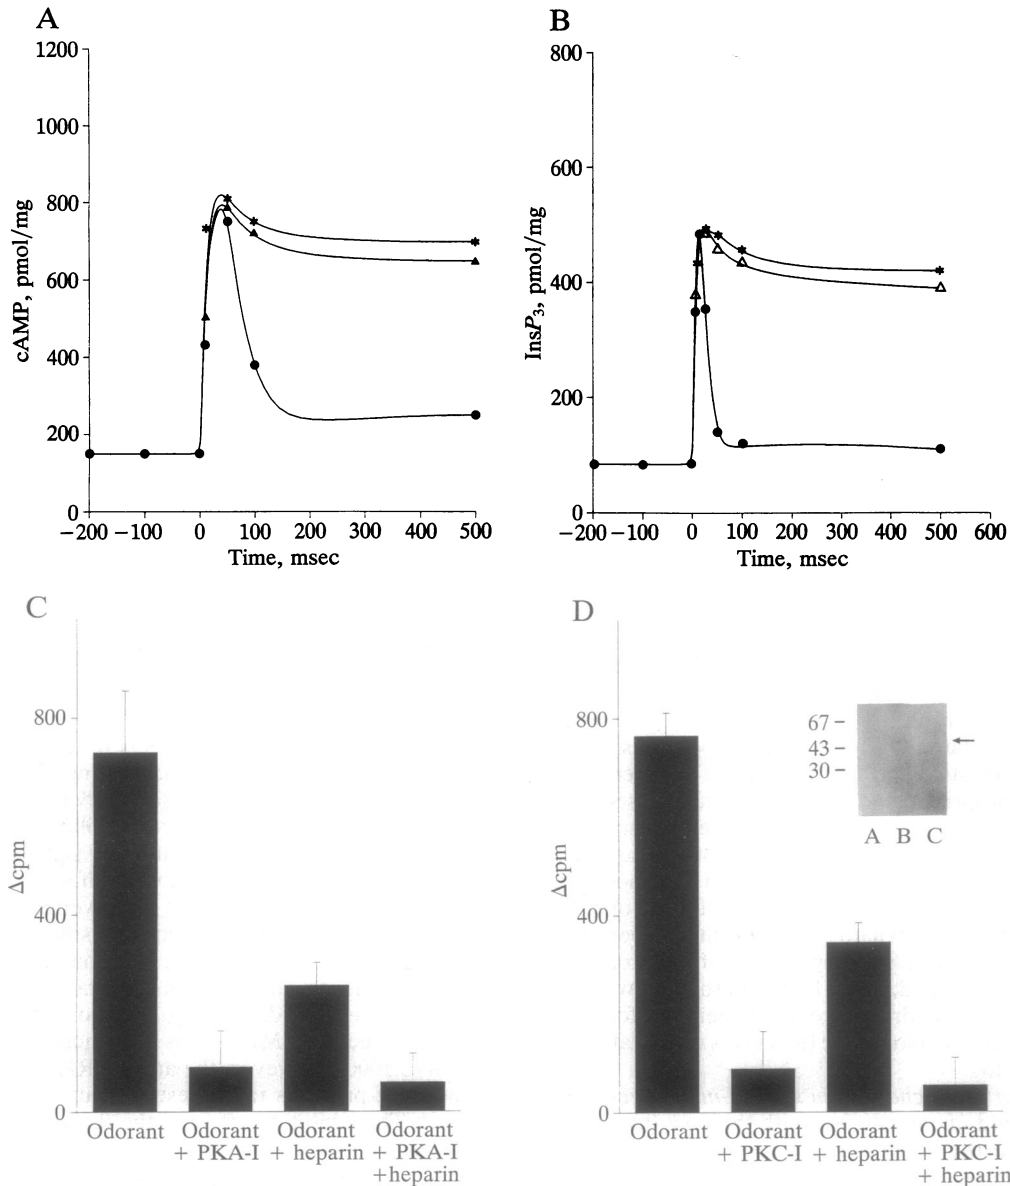 A
1200
1000
800
600
400
200
0
cAMP, pmol/mg
−200 −100 0 100 200 300 400 500
Time, msec
B
800
600
400
200
0
InsP3, pmol/mg
−200 −100 0 100 200 300 400 500 600
Time, msec
C
800
400
0
Δcpm
Odorant Odorant Odorant Odorant
+ PKA-I + heparin + PKA-I
+heparin
D
800
400
0
Δcpm
67
43
30
A B C
Odorant Odorant Odorant Odorant
+ PKC-I + heparin + PKC-I
+ heparin